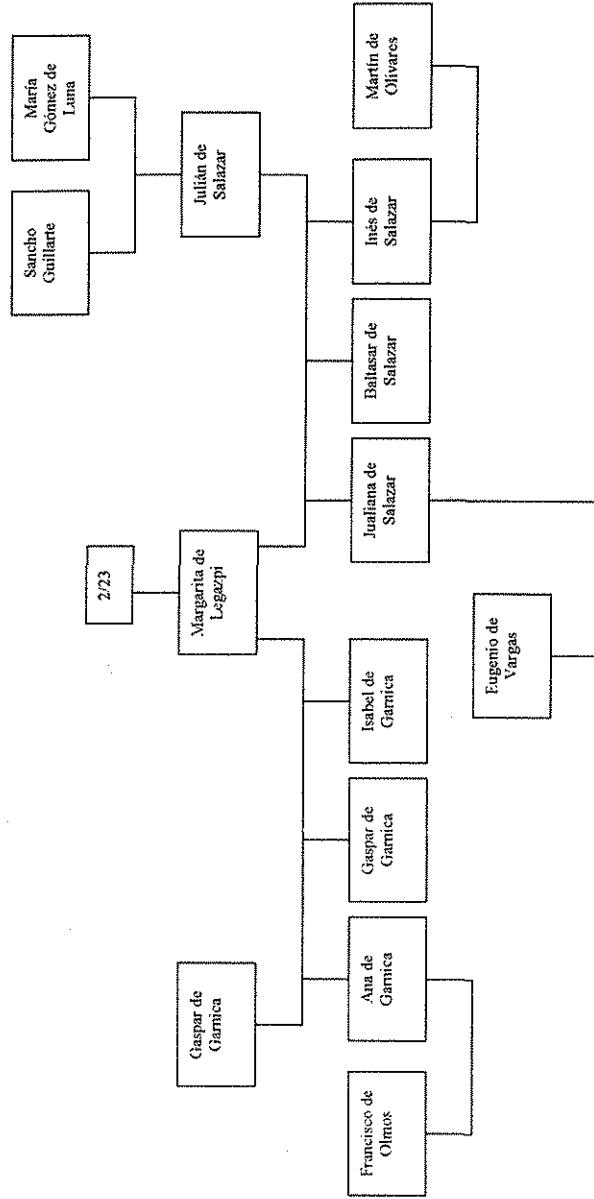 María
Gómez de
Luna
Sancho
Guillarte
Julián de
Salazar
2/23
Margarita de
Legazpi
Gaspar de
Garnica
Martín de
Olivares
Inés de
Salazar
Baltasar de
Salazar
Jualiana de
Salazar
Isabel de
Garnica
Gaspar de
Garnica
Ana de
Garnica
Francisco de
Olmos
Eugenio de
Vargas